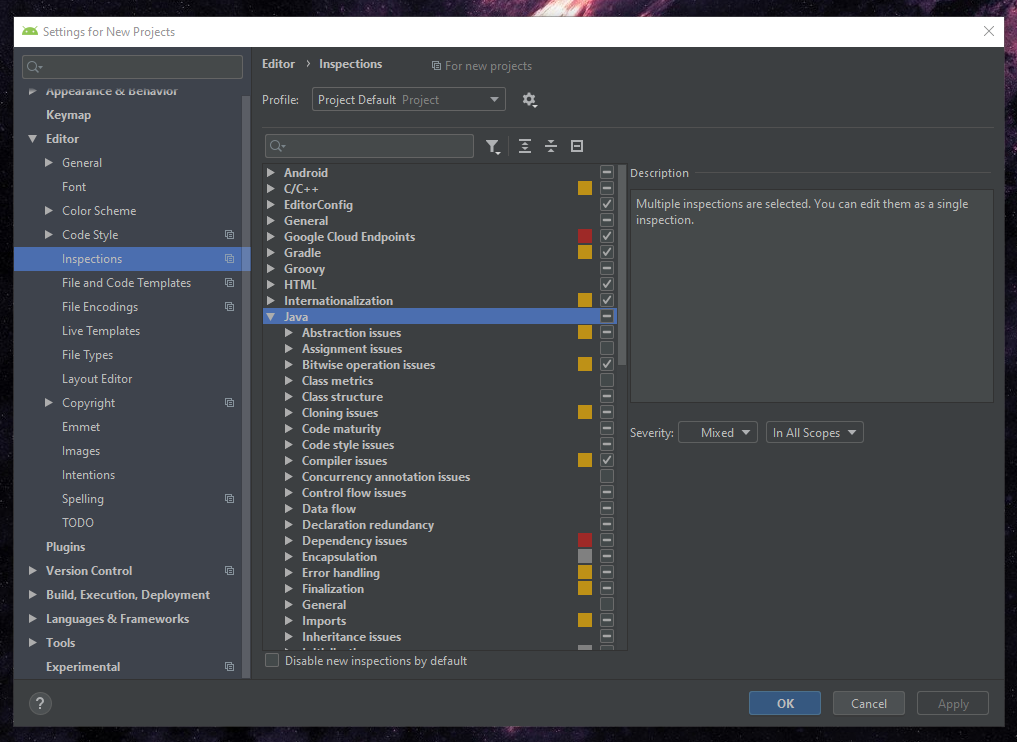 Settings for New Projects
Appearance & Behavior
Keymap
Editor
General
Font
Color Scheme
Code Style
Inspections
File and Code Templates
File Encodings
Live Templates
File Types
Layout Editor
Copyright
Emmet
Images
Intentions
Spelling
TODO
Plugins
Version Control
Build, Execution, Deployment
Languages & Frameworks
Tools
Experimental
Editor › Inspections For new projects
Profile: Project Default Project
Android
C/C++
EditorConfig
General
Google Cloud Endpoints
Gradle
Groovy
HTML
Internationalization
Java
Abstraction issues
Assignment issues
Bitwise operation issues
Class metrics
Class structure
Cloning issues
Code maturity
Code style issues
Compiler issues
Concurrency annotation issues
Control flow issues
Data flow
Declaration redundancy
Dependency issues
Encapsulation
Error handling
Finalization
General
Imports
Inheritance issues
Disable new inspections by default
Description
Multiple inspections are selected. You can edit them as a single
inspection.
Severity: Mixed In All Scopes
? OK Cancel Apply